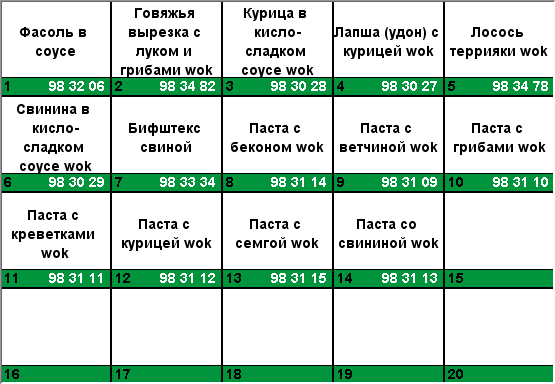 Фасоль в
соусе
1 98 32 06
Говяжья
вырезка с
луком и
грибами wok
2 98 34 82
Курица в
кисло-
сладком
соусе wok
3 98 30 28
Лапша (удон) с
курицей wok
4 98 30 27
Лосось
террияки wok
5 98 34 78
Свинина в
кисло-
сладком
соусе wok
6 98 30 29
Бифштекс
свиной
7 98 33 34
Паста с
беконом wok
8 98 31 14
Паста с
ветчиной wok
9 98 31 09
Паста с
грибами wok
10 98 31 10
Паста с
креветками
wok
11 98 31 11
Паста с
курицей wok
12 98 31 12
Паста с
семгой wok
13 98 31 15
Паста со
свининой wok
14 98 31 13
15
16
17
18
19
20